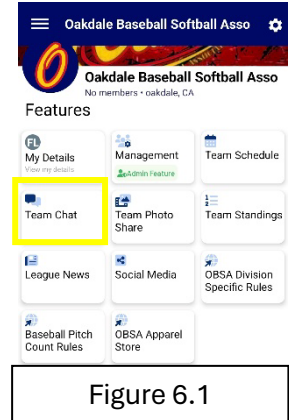 Oakdale Baseball Softball Asso
Oakdale Baseball Softball Asso
No members • oakdale, CA
Features
FL
My Details
View my details
Management
Admin Feature
Team Schedule
Team Chat
Team Photo
Share
Team Standings
League News
Social Media
OBSA Division
Specific Rules
Baseball Pitch
Count Rules
OBSA Apparel
Store
Figure 6.1